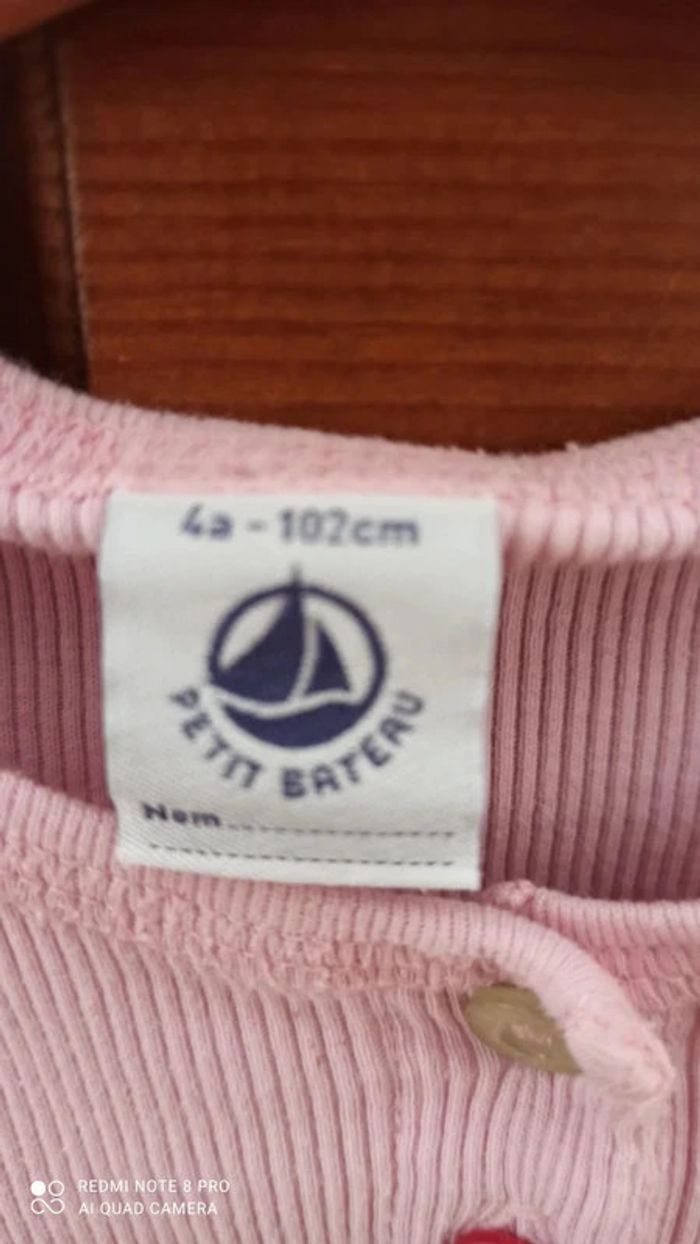 4a - 102cm
PETIT BATEAU
Nom
REDMI NOTE 8 PRO
AI QUAD CAMERA